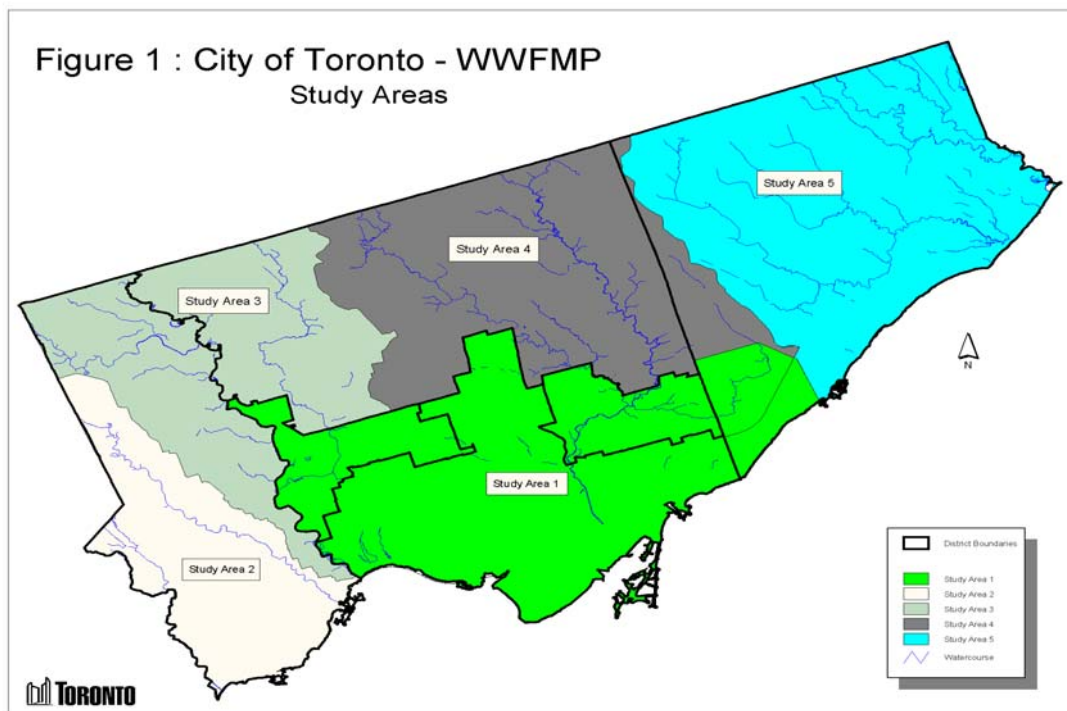 Figure 1 : City of Toronto - WWFMP
Study Areas
Study Area 5
Study Area 4
Study Area 3
N
Study Area 1
Study Area 2
District Boundaries
Study Area 1
Study Area 2
Study Area 3
Study Area 4
Study Area 5
Watercourse
TORONTO